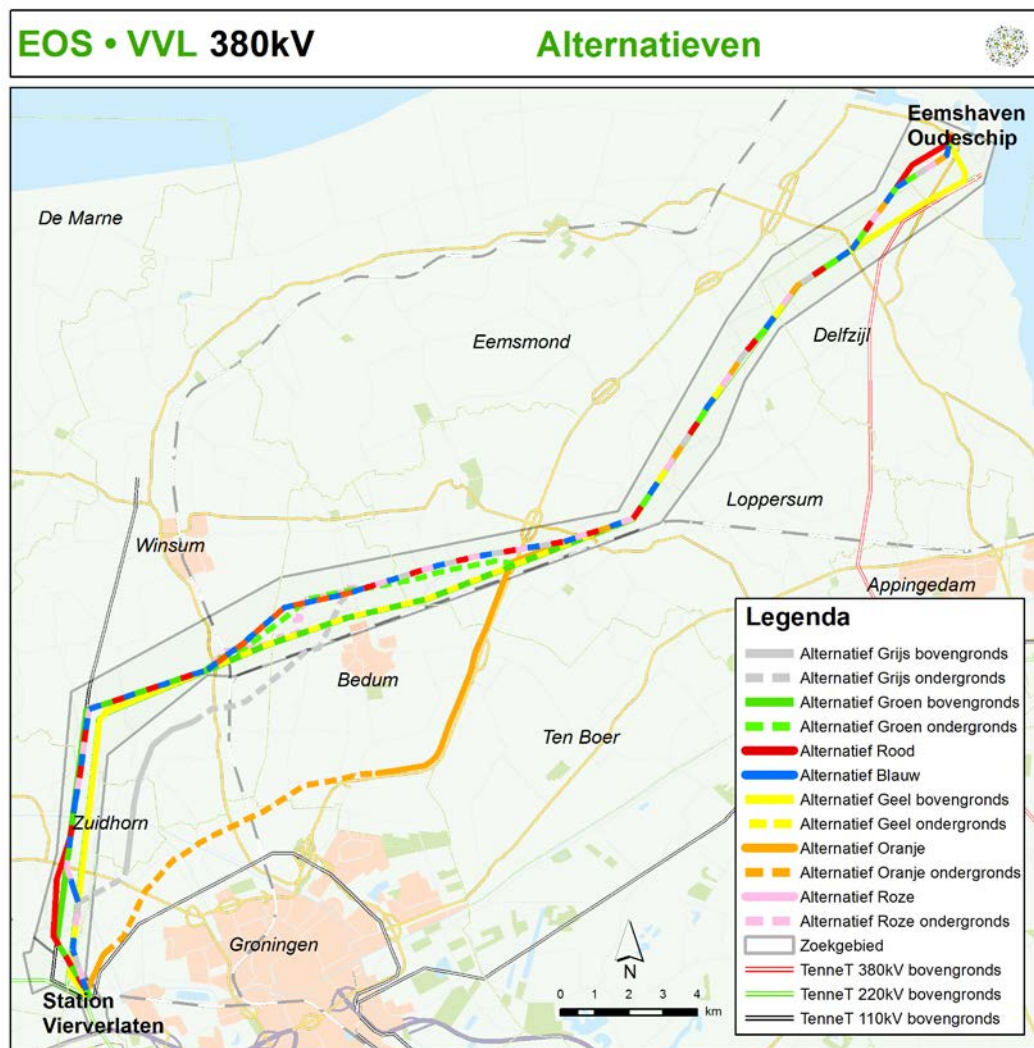 EOS • VVL 380kV
Alternatieven
Eemshaven
Oudeschip
De Marne
Eemsmond
Delfzijl
Loppersum
Winsum
Appingedam
Bedum
Ten Boer
Zuidhorn
Groningen
Station
Vierverlaten
N
0 1 2 4
km
Legenda
Alternatief Grijs bovengronds
Alternatief Grijs ondergronds
Alternatief Groen bovengronds
Alternatief Groen ondergronds
Alternatief Rood
Alternatief Blauw
Alternatief Geel bovengronds
Alternatief Geel ondergronds
Alternatief Oranje
Alternatief Oranje ondergronds
Alternatief Roze
Alternatief Roze ondergronds
Zoekgebied
TenneT 380kV bovengronds
TenneT 220kV bovengronds
TenneT 110kV bovengronds